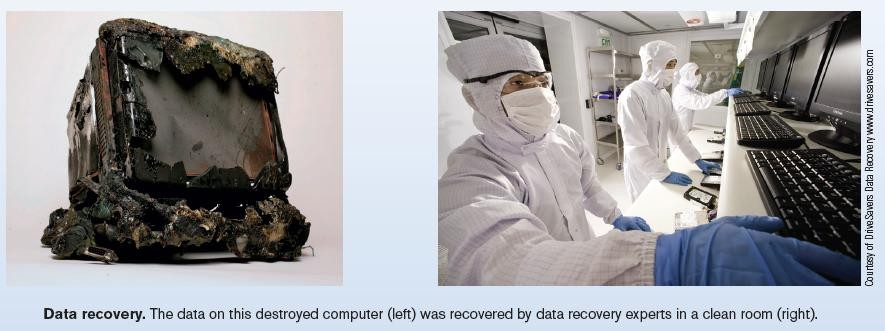 Courtesy of DriveSavers Data Recovery www.drivesavers.com
Data recovery. The data on this destroyed computer (left) was recovered by data recovery experts in a clean room (right).